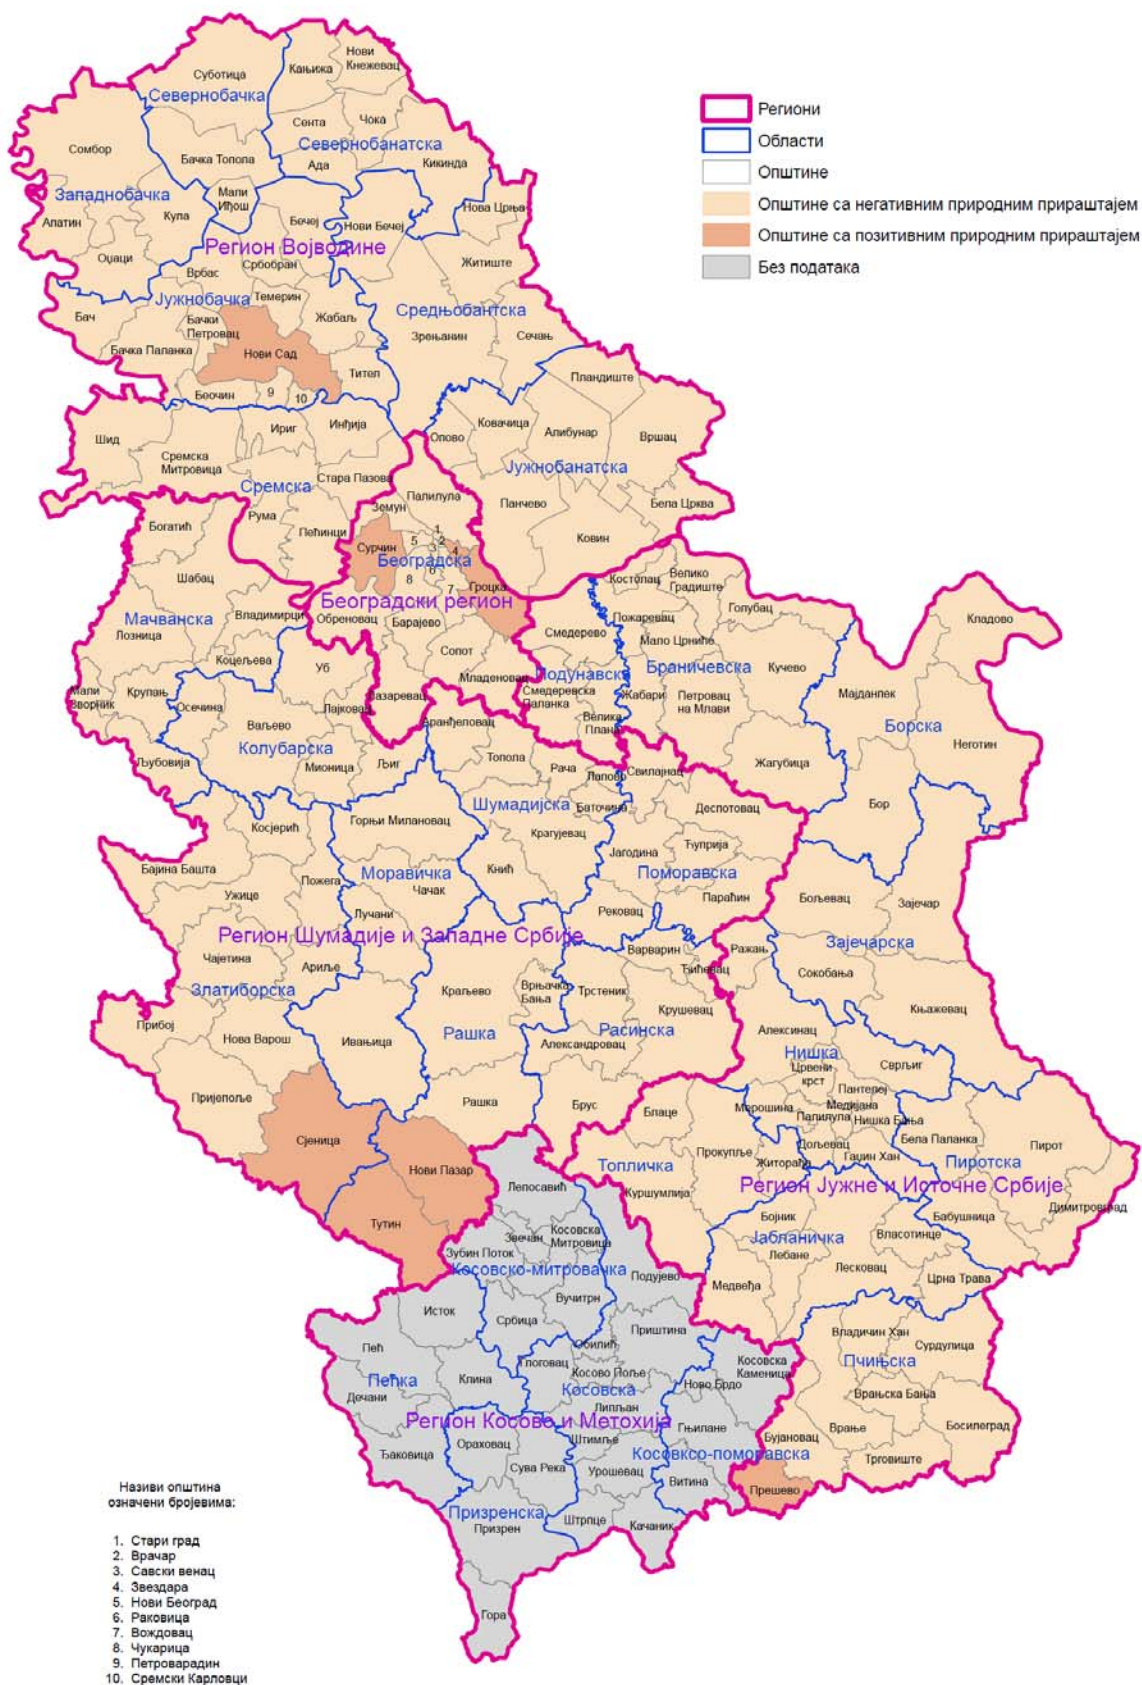 Региони
Области
Општине
Општине са негативним природним прираштајем
Општине са позитивним природним прираштајем
Без података
Суботица
Севернобачка
Кањижа
Нови
Кнежевац
Сента
Чока
Севернобанатска
Ада
Кикинда
Сомбор
Бачка Топола
Западнобачка
Мали
Иђош
Апатин
Кула
Бечеј
Нови Бечеј
Нова Црња
Регион Војводине
Оџаци
Врбас
Србобран
Житиште
Јужнобачка
Темерин
Средњобантска
Бач
Бачки
Петровац
Жабаљ
Зрењанин
Сечањ
Бачка Паланка
Нови Сад
Тител
Беочин
9
10
Пландиште
Шид
Ириг
Инђија
Ковачица
Опово
Алибунар
Вршац
Сремска
Митровица
Јужнобанатска
Сремска
Стара Пазова
Палилула
Панчево
Бела Црква
Земун
Рума
Пећинци
Ковин
Богатић
Сурчин
1
2
3
4
5
6
7
8
Београдска
Гроцка
Шабац
Београдски регион
Костолац
Велико
Градиште
Голубац
Мачванска
Владимирци
Обреновац
Барајево
Пожаревац
Кладово
Лозница
Смедерево
Мало Црниће
Коцељева
Уб
Сопот
Подунавска
Браничевска
Кучево
Младеновац
Мали
Зворник
Крупањ
Осечина
Лазаревац
Смедеревска
Паланка
Жабари
Петровац
на Млави
Мајданпек
Ваљево
Лајковац
Аранђеловац
Велика
Плана
Борска
Колубарска
Неготин
Љубовија
Мионица
Љиг
Топола
Рача
Лапово
Свилајнац
Жагубица
Шумадијска
Баточина
Деспотовац
Бор
Косјерић
Горњи Милановац
Крагујевац
Ћуприја
Јагодина
Бајина Башта
Пожега
Моравичка
Кнић
Поморавска
Ужице
Чачак
Параћин
Бољевац
Зајечар
Лучани
Рековац
Регион Шумадије и Западне Србије
Зајечарска
Варварин
Ражањ
Чајетина
Ариље
Ћићевац
Сокобања
Златиборска
Краљево
Врњачка
Бања
Трстеник
Крушевац
Књажевац
Прибој
Нова Варош
Ивањица
Рашка
Расинска
Алексинац
Александровац
Нишка
Црвени
крст
Сврљиг
Пријепоље
Рашка
Брус
Блаце
Мерошина
Пантелеј
Медијана
Палилула
Нишка Бања
Сјеница
Дољевац
Бела Паланка
Пирот
Нови Пазар
Топличка
Прокупље
Житорађа
Гаџин Хан
Пиротска
Лепосавић
Куршумлија
Регион Јужне и Источне Србије
Димитровград
Тутин
Бојник
Бабушница
Звечан
Косовска
Митровица
Јабланичка
Власотинце
Зубин Поток
Лебане
Косовско-митровачка
Подујево
Медвеђа
Лесковац
Црна Трава
Вучитрн
Исток
Србица
Приштина
Владичин Хан
Сурдулица
Пећ
Обилић
Глоговац
Косово Поље
Косовска
Каменица
Пчињска
Пећка
Клина
Косовска
Ново Брдо
Дечани
Липљан
Врањска Бања
Регион Косово и Метохија
Гњилане
Врање
Босилеград
Ђаковица
Ораховац
Штимље
Бујановац
Сува Река
Урошевац
Косовксо-поморавска
Трговиште
Витина
Прешево
Призренска
Штрпце
Призрен
Качаник
Гора
Називи општина
означени бројевима:
1. Стари град
2. Врачар
3. Савски венац
4. Звездара
5. Нови Београд
6. Раковица
7. Вождовац
8. Чукарица
9. Петроварадин
10. Сремски Карловци